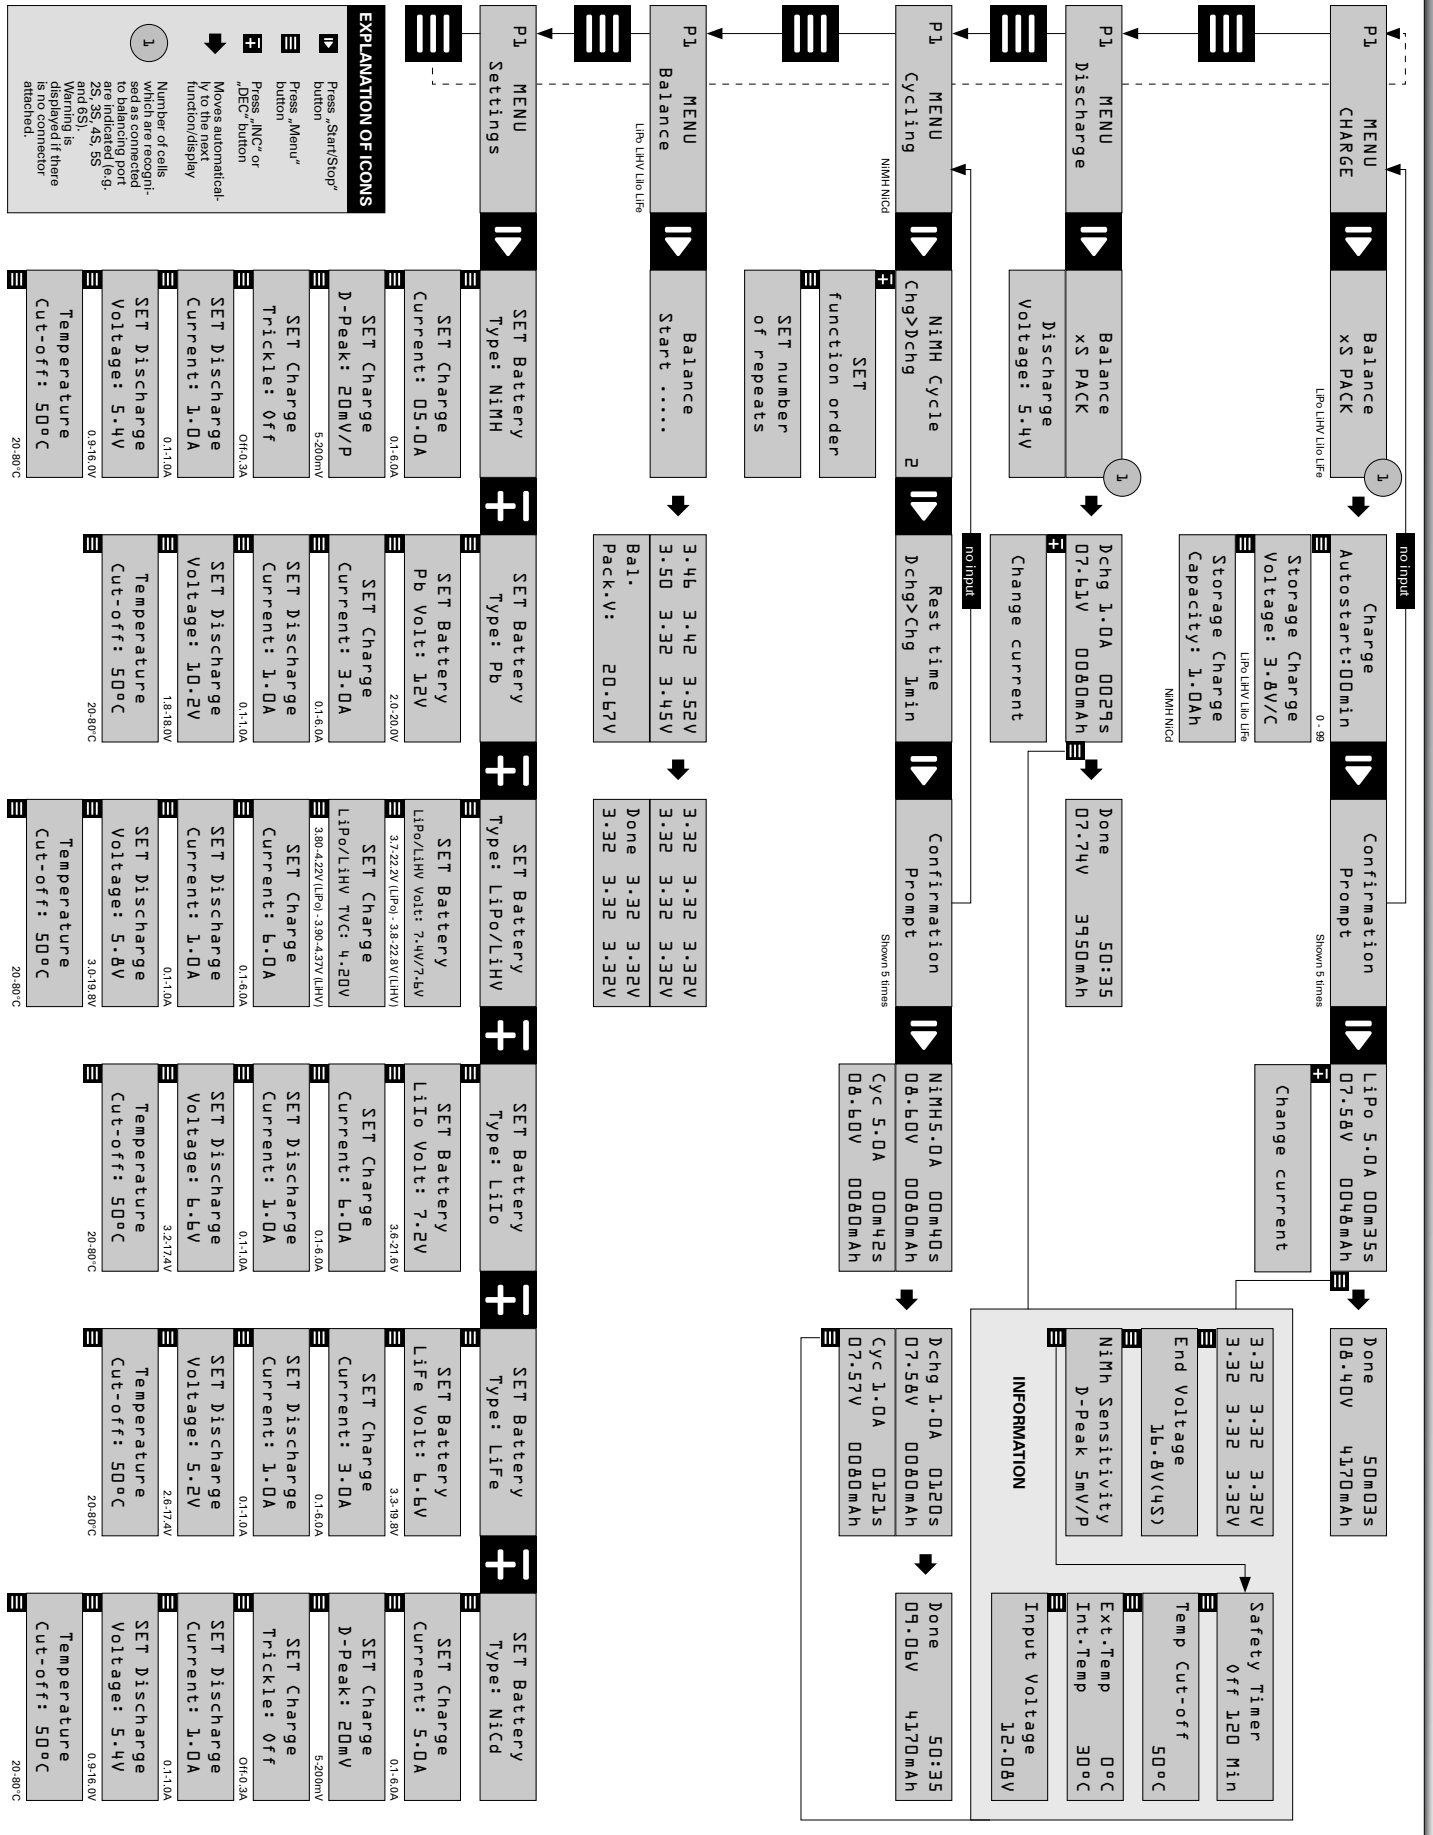 P1 MENU
CHARGE
Balance
xS PACK
1
LiPo LiHV LiIo LiFe
no input
Charge
Autostart:00min
0 - 99
Storage Charge
Voltage: 3.8V/C
LiPo LiHV LiIo LiFe
Storage Charge
Capacity: 1.0Ah
NiMH NiCd
Confirmation
Prompt
Shown 5 times
LiPo 5.0A 00m35s
07.58V 0048mAh
Change current
Done 50m03s
08.40V 4170mAh
P1 MENU
Discharge
Balance
xS PACK
1
Discharge
Voltage: 5.4V
Dchg 1.0A 0029s
07.61V 0080mAh
Change current
Done 50:35
07.74V 3950mAh
3.32 3.32 3.32V
3.32 3.32 3.32V
End Voltage
16.8V(4S)
NiMh Sensitivity
D-Peak 5mV/P
INFORMATION
Safety Timer
Off 120 Min
Temp Cut-off
50ºC
Ext.Temp 0ºC
Int.Temp 30ºC
Input Voltage
12.08V
P1 MENU
Cycling
NiMH NiCd
NiMH Cycle
Chg>Dchg 2
SET
function order
SET number
of repeats
no input
Rest time
Dchg>Chg 1min
Confirmation
Prompt
Shown 5 times
NiMH5.0A 00m40s
08.60V 0080mAh
Cyc 5.0A 00m42s
08.60V 0080mAh
Dchg 1.0A 0120s
07.58V 0080mAh
Cyc 1.0A 0121s
07.57V 0080mAh
Done 50:35
09.06V 4170mAh
P1 MENU
Balance
LiPo LiHV LiIo LiFe
Balance
Start .....
3.46 3.42 3.52V
3.50 3.32 3.45V
Bal.
Pack.V: 20.67V
3.32 3.32 3.32V
3.32 3.32 3.32V
Done 3.32 3.32V
3.32 3.32 3.32V
P1 MENU
Settings
SET Battery
Type: NiMH
SET Charge
Current: 05.0A
0.1-6.0A
SET Charge
D-Peak: 20mV/P
5-200mV
SET Charge
Trickle: Off
Off-0.3A
SET Discharge
Current: 1.0A
0.1-1.0A
SET Discharge
Voltage: 5.4V
0.9-16.0V
Temperature
Cut-off: 50ºC
20-80°C
SET Battery
Type: Pb
SET Battery
Pb Volt: 12V
2.0-20.0V
SET Charge
Current: 3.0A
0.1-6.0A
SET Discharge
Current: 1.0A
0.1-1.0A
SET Discharge
Voltage: 10.2V
1.8-18.0V
Temperature
Cut-off: 50ºC
20-80°C
SET Battery
Type: LiPo/LiHV
SET Battery
LiPo/LiHV Volt: 7.4V/7.6V
3.7-22.2V (LiPo) - 3.8-22.8V (LiHV)
SET Charge
LiPo/LiHV TVC: 4.20V
3.80-4.22V (LiPo) - 3.90-4.37V (LiHV)
SET Charge
Current: 6.0A
0.1-6.0A
SET Discharge
Current: 1.0A
0.1-1.0A
SET Discharge
Voltage: 5.8V
3.0-19.8V
Temperature
Cut-off: 50ºC
20-80°C
SET Battery
Type: LiIo
SET Battery
LiIo Volt: 7.2V
3.6-21.6V
SET Charge
Current: 6.0A
0.1-6.0A
SET Discharge
Current: 1.0A
0.1-1.0A
SET Discharge
Voltage: 6.6V
3.2-17.4V
Temperature
Cut-off: 50ºC
20-80°C
SET Battery
Type: LiFe
SET Battery
LiFe Volt: 6.6V
3.3-19.8V
SET Charge
Current: 3.0A
0.1-6.0A
SET Discharge
Current: 1.0A
0.1-1.0A
SET Discharge
Voltage: 5.2V
2.6-17.4V
Temperature
Cut-off: 50ºC
20-80°C
SET Battery
Type: NiCd
SET Charge
Current: 5.0A
0.1-6.0A
SET Charge
D-Peak: 20mV
5-200mV
SET Charge
Trickle: Off
Off-0.3A
SET Discharge
Current: 1.0A
0.1-1.0A
SET Discharge
Voltage: 5.4V
0.9-16.0V
Temperature
Cut-off: 50ºC
20-80°C
EXPLANATION OF ICONS
Press „Start/Stop“
button
Press „Menu“
button
Press „INC“ or
„DEC“ button
Moves automatical-
ly to the next
function/display
1
Number of cells
which are recogni-
sed as connected
to balancing port
are indicated (e.g.
2S, 3S, 4S, 5S
and 6S).
Warning is
displayed if there
is no connector
attached.